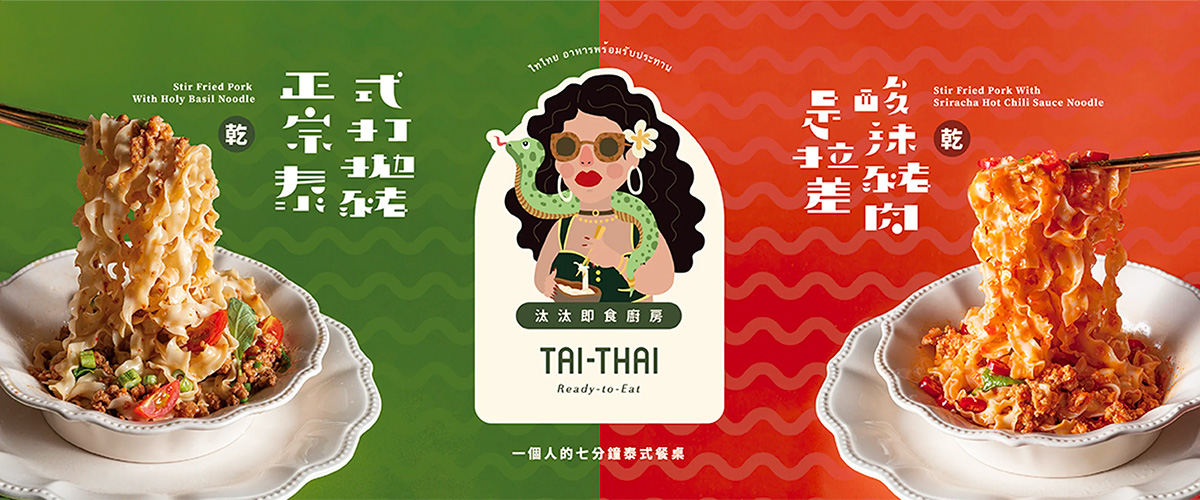 Stir Fried Pork
With Holy Basil Noodle
乾
正宗泰
式打拋豬
ไทไทย อาหารพร้อมรับประทาน
汰汰即食廚房
TAI-THAI
Ready-to-Eat
一個人的七分鐘泰式餐桌
是拉差
酸辣豬肉
Stir Fried Pork With
Sriracha Hot Chili Sauce Noodle
乾